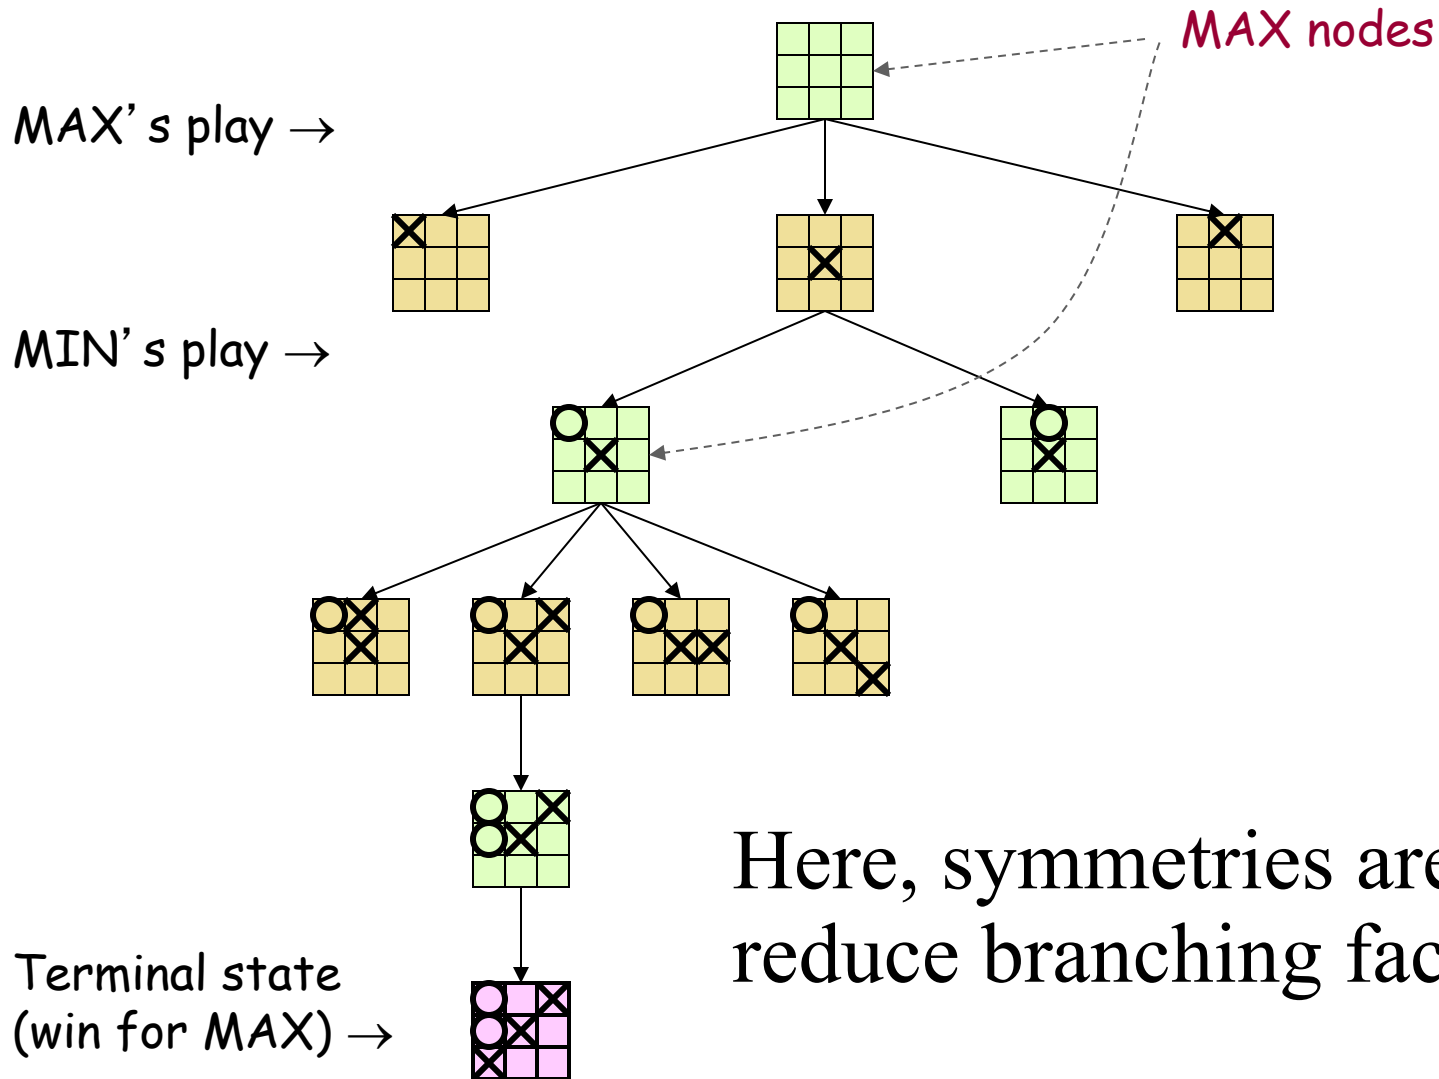 MAX nodes
MAX's play →
MIN's play →
Here, symmetries are
reduce branching fac
Terminal state
(win for MAX) →